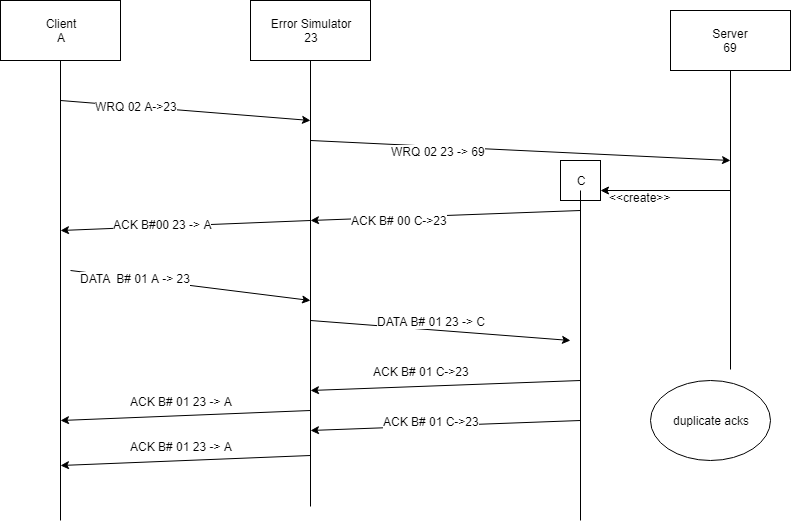 Client
A
Error Simulator
23
Server
69
WRQ 02 A->23
WRQ 02 23 -> 69
C
<<create>>
ACK B#00 23 -> A
ACK B# 00 C->23
DATA  B# 01 A -> 23
DATA B# 01 23 -> C
ACK B# 01 C->23
ACK B# 01 23 -> A
ACK B# 01 C->23
duplicate acks
ACK B# 01 23 -> A